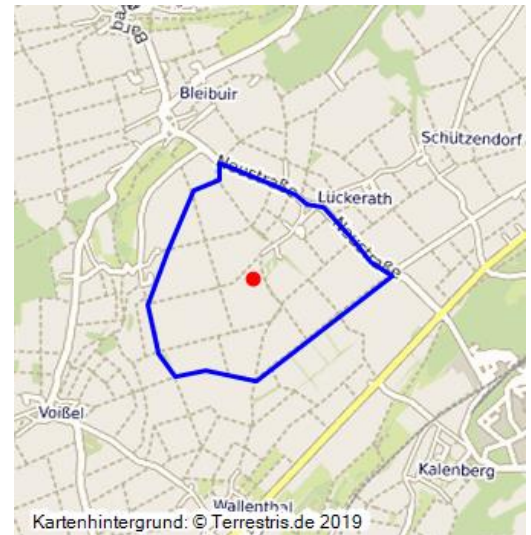 Bleibuir
Schützendorf
Neustraße
Lückerath
Neustraße
Voißel
Kalenberg
Wallenthal
Kartenhintergrund: © Terrestris.de 2019